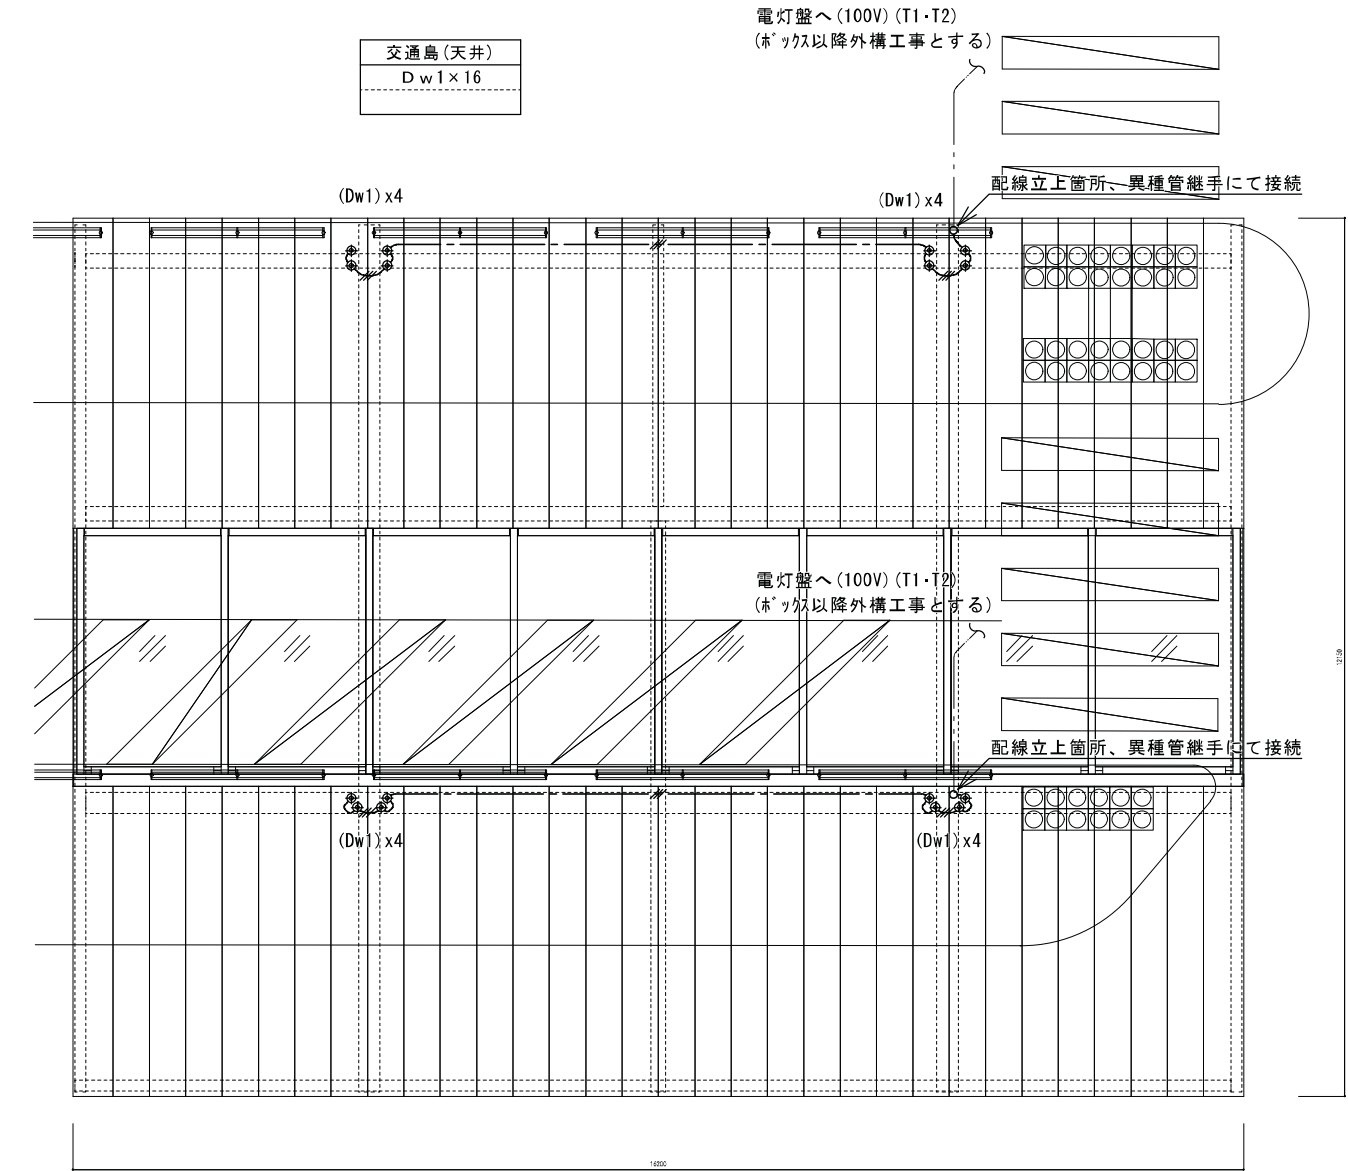 電灯盤へ(100V)(T1・T2)
(ﾎﾞｯｸｽ以降外構工事とする)
交通島(天井)
Dw1×16
配線立上箇所、異種管継手にて接続
(Dw1)x4
(Dw1)x4
電灯盤へ(100V)(T1・T2)
(ﾎﾞｯｸｽ以降外構工事とする)
12150
配線立上箇所、異種管継手にて接続
(Dw1)x4
(Dw1)x4
16200